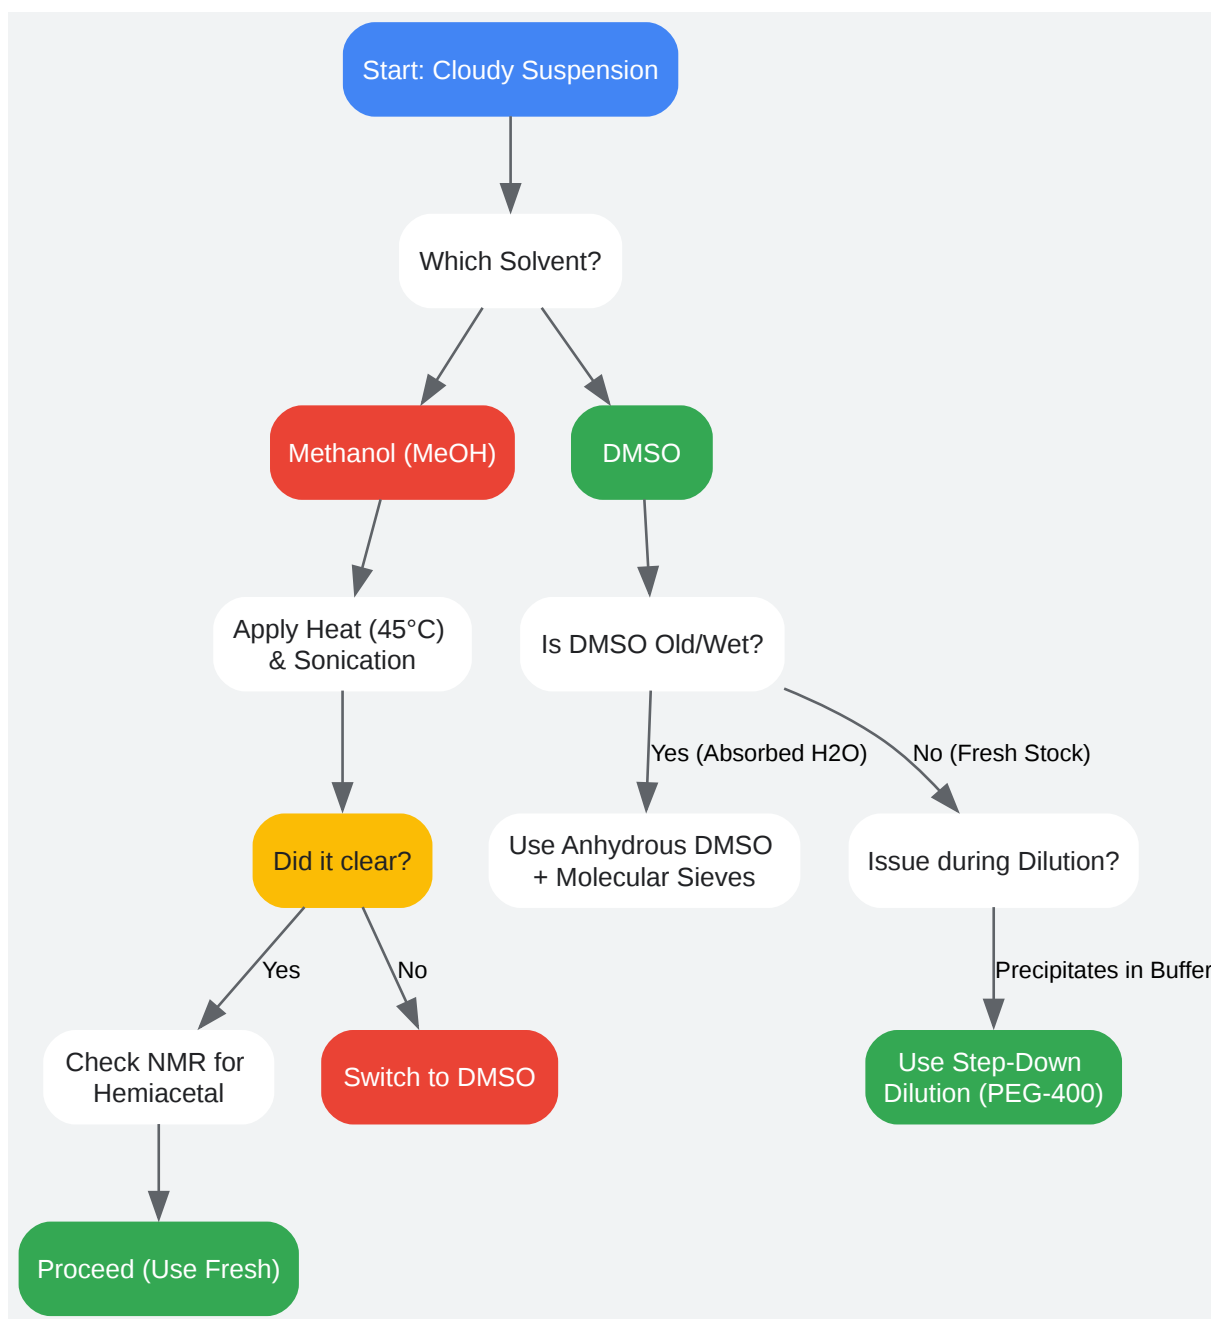 Start: Cloudy Suspension
Which Solvent?
Methanol (MeOH)
DMSO
Apply Heat (45°C)
& Sonication
Is DMSO Old/Wet?
Yes (Absorbed H2O)
No (Fresh Stock)
Did it clear?
Use Anhydrous DMSO
+ Molecular Sieves
Issue during Dilution?
Yes
No
Precipitates in Buffer
Check NMR for
Hemiacetal
Switch to DMSO
Use Step-Down
Dilution (PEG-400)
Proceed (Use Fresh)